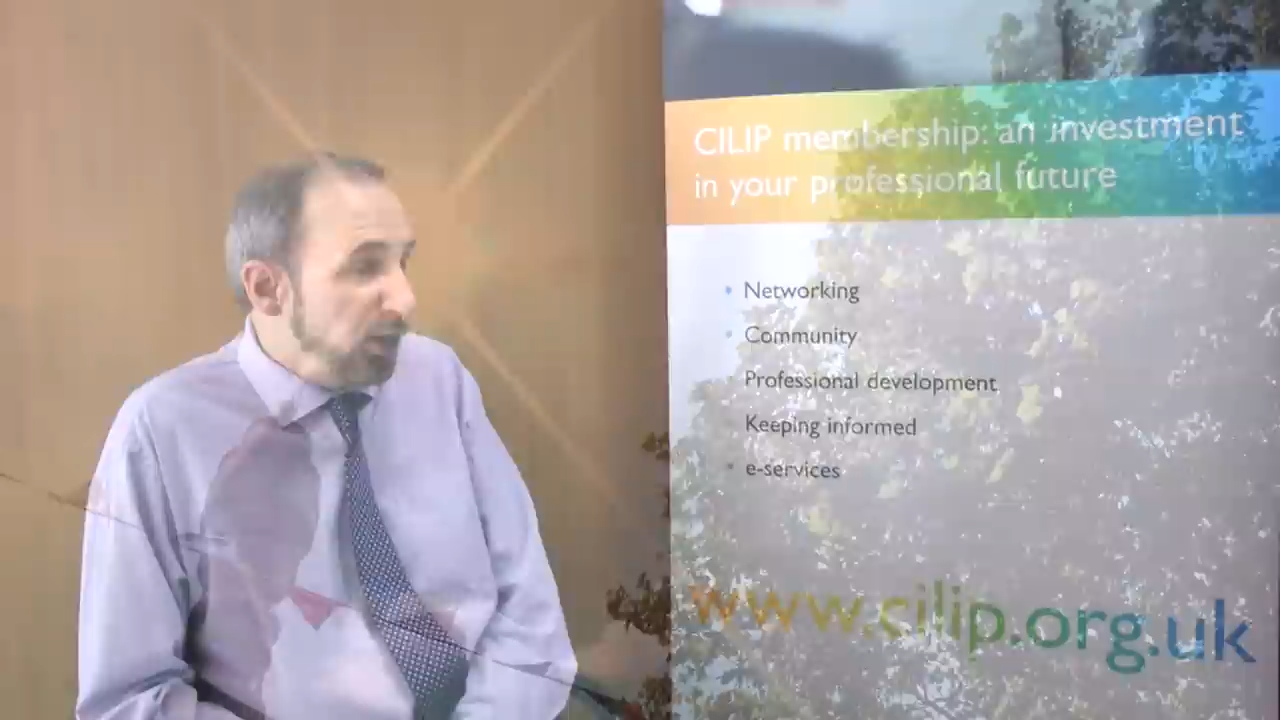 CILIP membership: an investment
in your professional future
• Networking
• Community
Professional development
Keeping informed
• e-services
www.cilip.org.uk